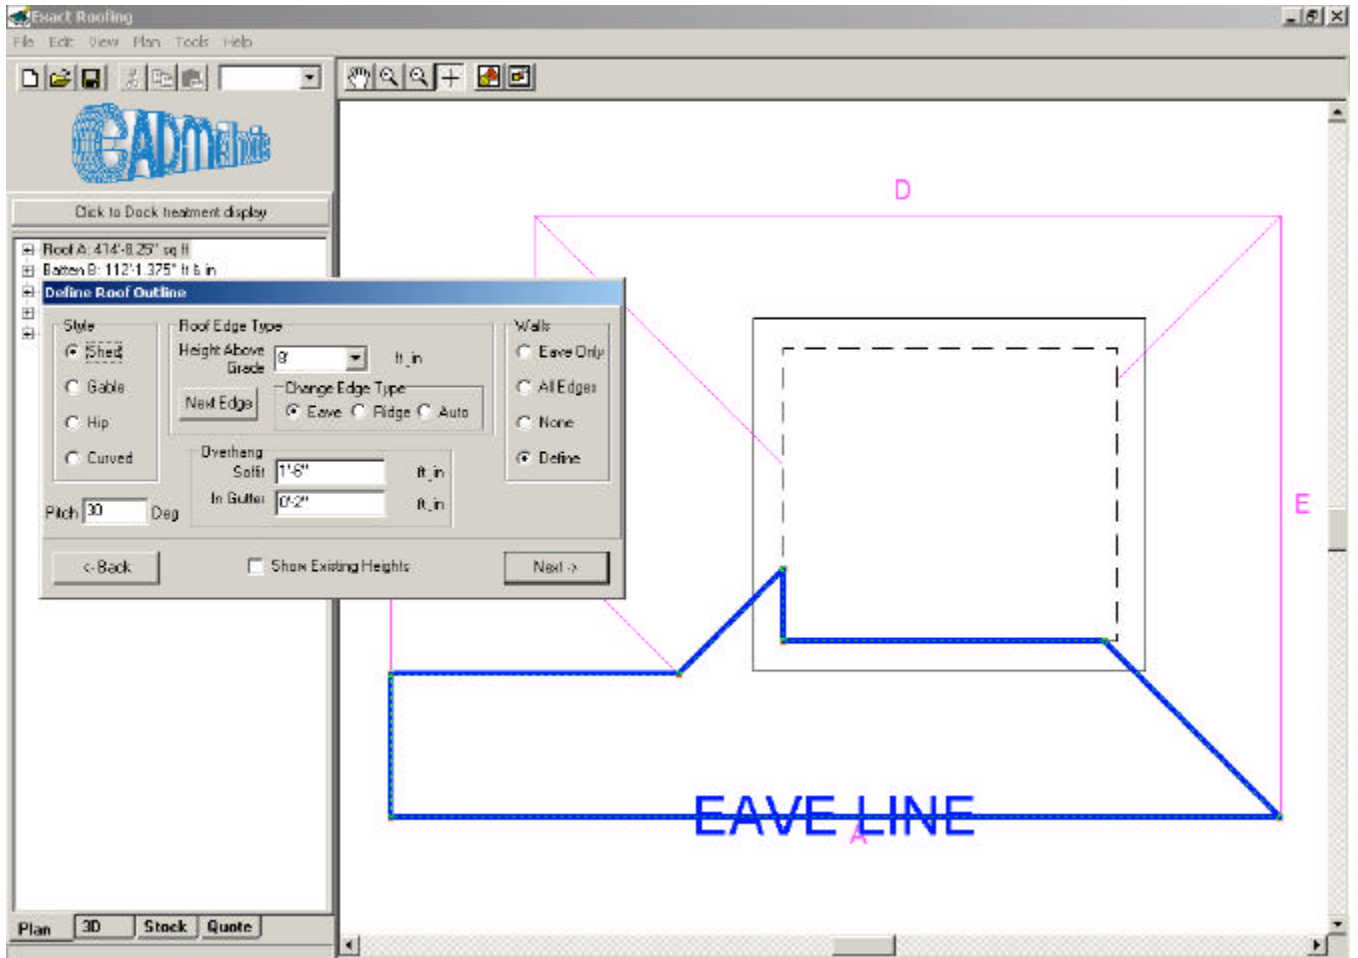 Exact Roofing
File Edit View Plan Tools Help
CADMshots
Click to Dock treatment display
Roof A: 414'-8.25" sq ft
Batten B: 112'-1.375" ft & in
Define Roof Outline
Style
Shed
Gable
Hip
Curved
Pitch 30 Deg
Roof Edge Type
Height Above Grade 8' ft_in
Next Edge
Change Edge Type
Eave Ridge Auto
Overhang
Soffit 1'-6" ft_in
In Gutter 0'-2" ft_in
Walls
Eave Only
All Edges
None
Define
<- Back
Show Existing Heights
Next ->
D
E
EAVE LINE
A
Plan 3D Stock Quote